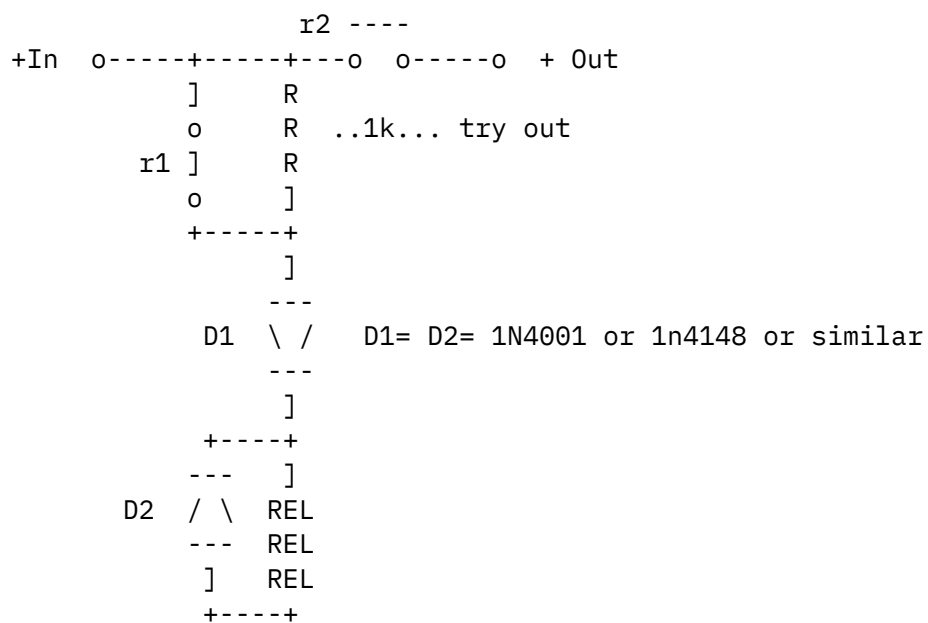 r2 ----
+In  o-----+-----+---o  o-----o  + Out
           ]     R
           o     R  ..1k... try out
        r1 ]     R
           o     ]
           +-----+
                 ]
                ---
            D1  \ /   D1= D2= 1N4001 or 1n4148 or similar
                ---
                 ]
            +----+
           ---   ]
       D2  / \  REL
           ---  REL
            ]   REL
            +----+